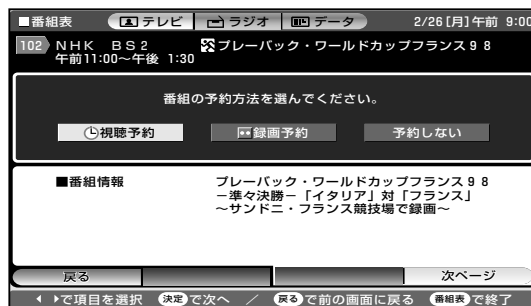 ■番組表 テレビ ラジオ データ 2/26[月]午前 9:00
102 NHK BS2 プレーバック・ワールドカップフランス98
午前11:00～午後 1:30
番組の予約方法を選んでください。
視聴予約 録画予約 予約しない
■番組情報 プレーバック・ワールドカップフランス98
－準々決勝－「イタリア」対「フランス」
～サンドニ・フランス競技場で録画～
戻る 次ページ
で項目を選択 決定で次へ ／ 戻るで前の画面に戻る 番組表で終了